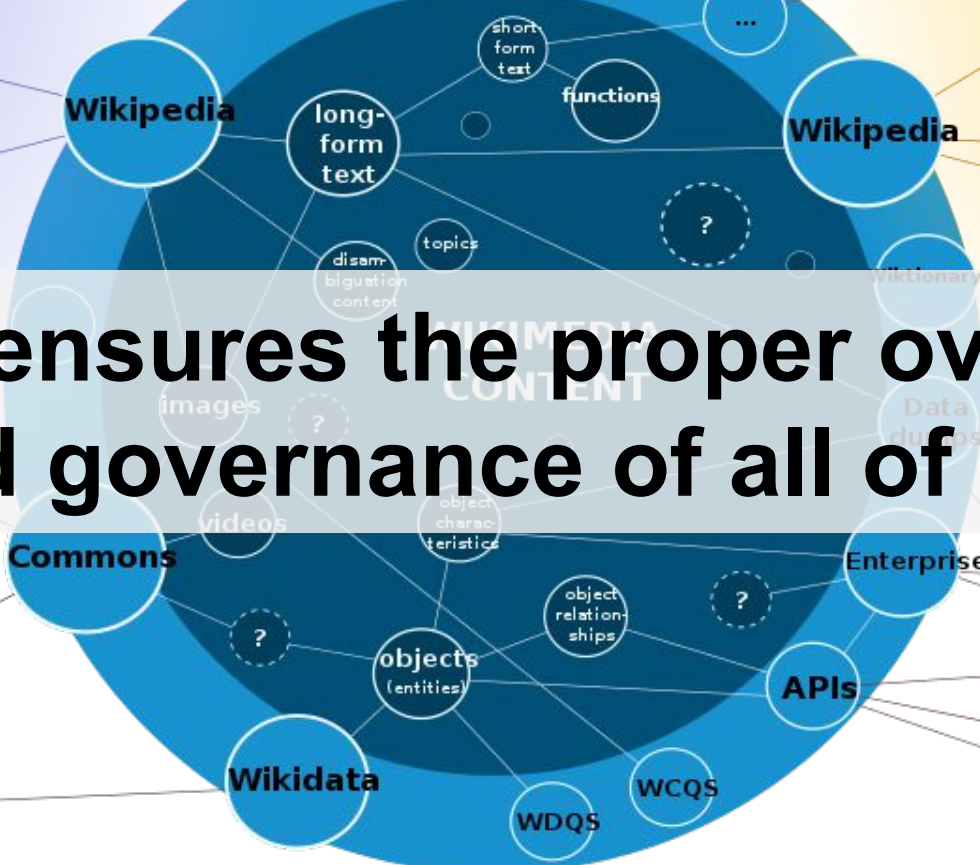 ...
short-
form
text
functions
Wikipedia
long-
form
text
Wikipedia
?
topics
disam-
biguation
content
Wiktionary
ensures the proper ov
WIKIMEDIA
CONTENT
images
?
Data
dumps
d governance of all of
object
charac-
teristics
videos
Commons
Enterprise
object
relation-
ships
?
?
objects
(entities)
APIs
Wikidata
WCQS
WDQS